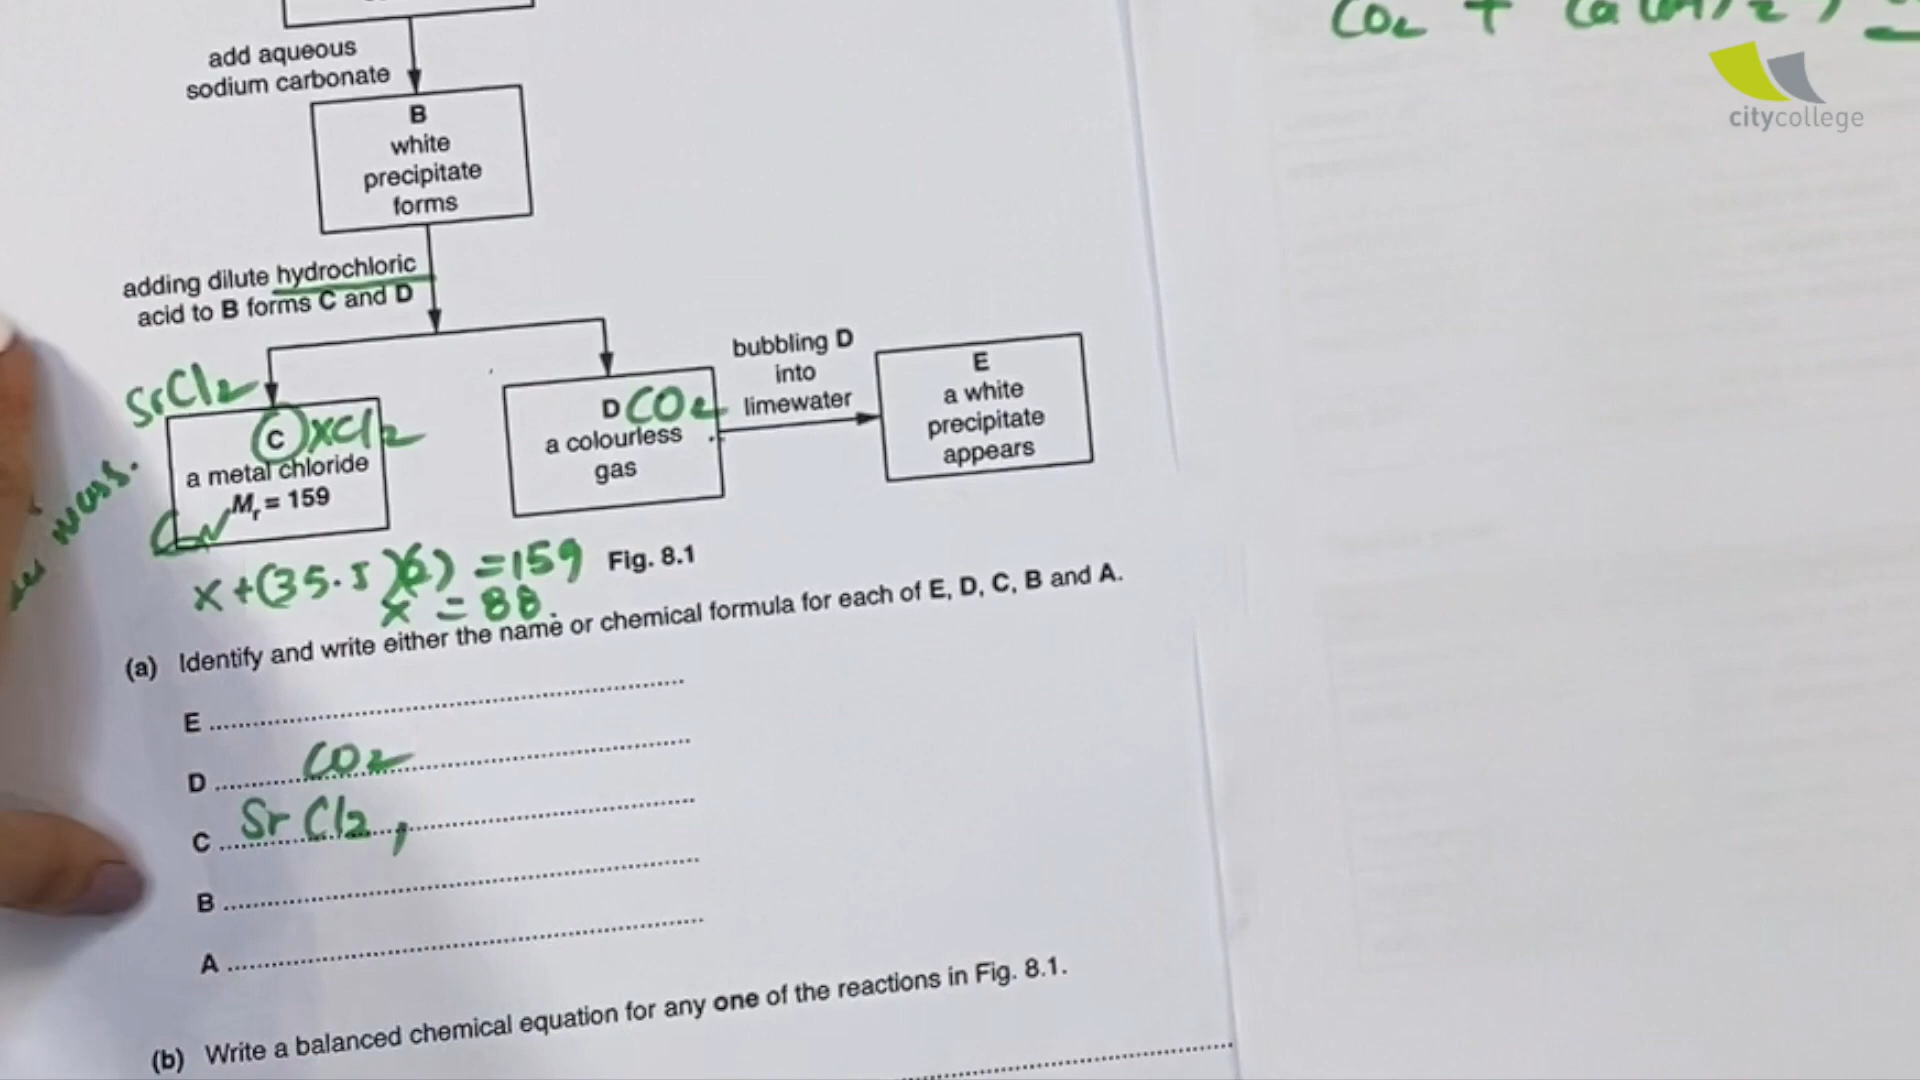 CO2 +
citycollege
add aqueous
sodium carbonate
B
white
precipitate
forms
adding dilute hydrochloric
acid to B forms C and D
SrCl2
C XCl2
a metal chloride
Mr = 159
D CO2
a colourless
gas
bubbling D
into
limewater
E
a white
precipitate
appears
mass.
x + (35.5)(2) = 159
x = 88.
Fig. 8.1
(a) Identify and write either the name or chemical formula for each of E, D, C, B and A.
E
D CO2
C SrCl2,
B
A
(b) Write a balanced chemical equation for any one of the reactions in Fig. 8.1.